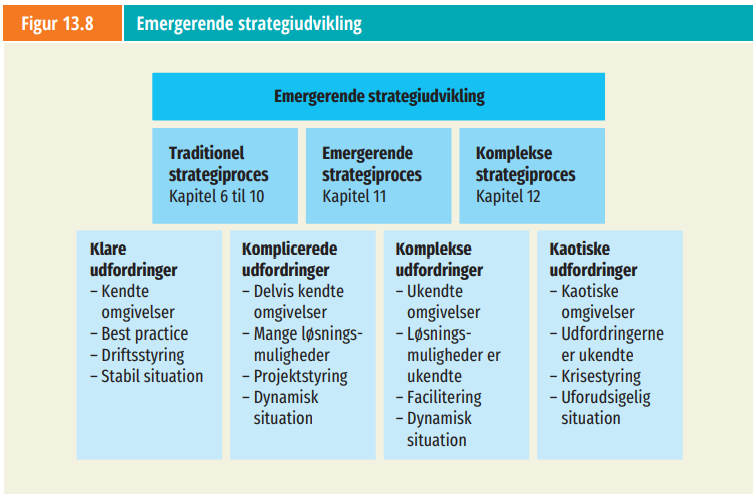 Figur 13.8
Emergerende strategiudvikling
Emergerende strategiudvikling
Traditionel
strategiproces
Kapitel 6 til 10
Emergerende
strategiproces
Kapitel 11
Komplekse
strategiproces
Kapitel 12
Klare
udfordringer
– Kendte
omgivelser
– Best practice
– Driftsstyring
– Stabil situation
Komplicerede
udfordringer
– Delvis kendte
omgivelser
– Mange løsnings-
muligheder
– Projektstyring
– Dynamisk
situation
Komplekse
udfordringer
– Ukendte
omgivelser
– Løsnings-
muligheder er
ukendte
– Facilitering
– Dynamisk
situation
Kaotiske
udfordringer
– Kaotiske
omgivelser
– Udfordringerne
er ukendte
– Krisestyring
– Uforudsigelig
situation